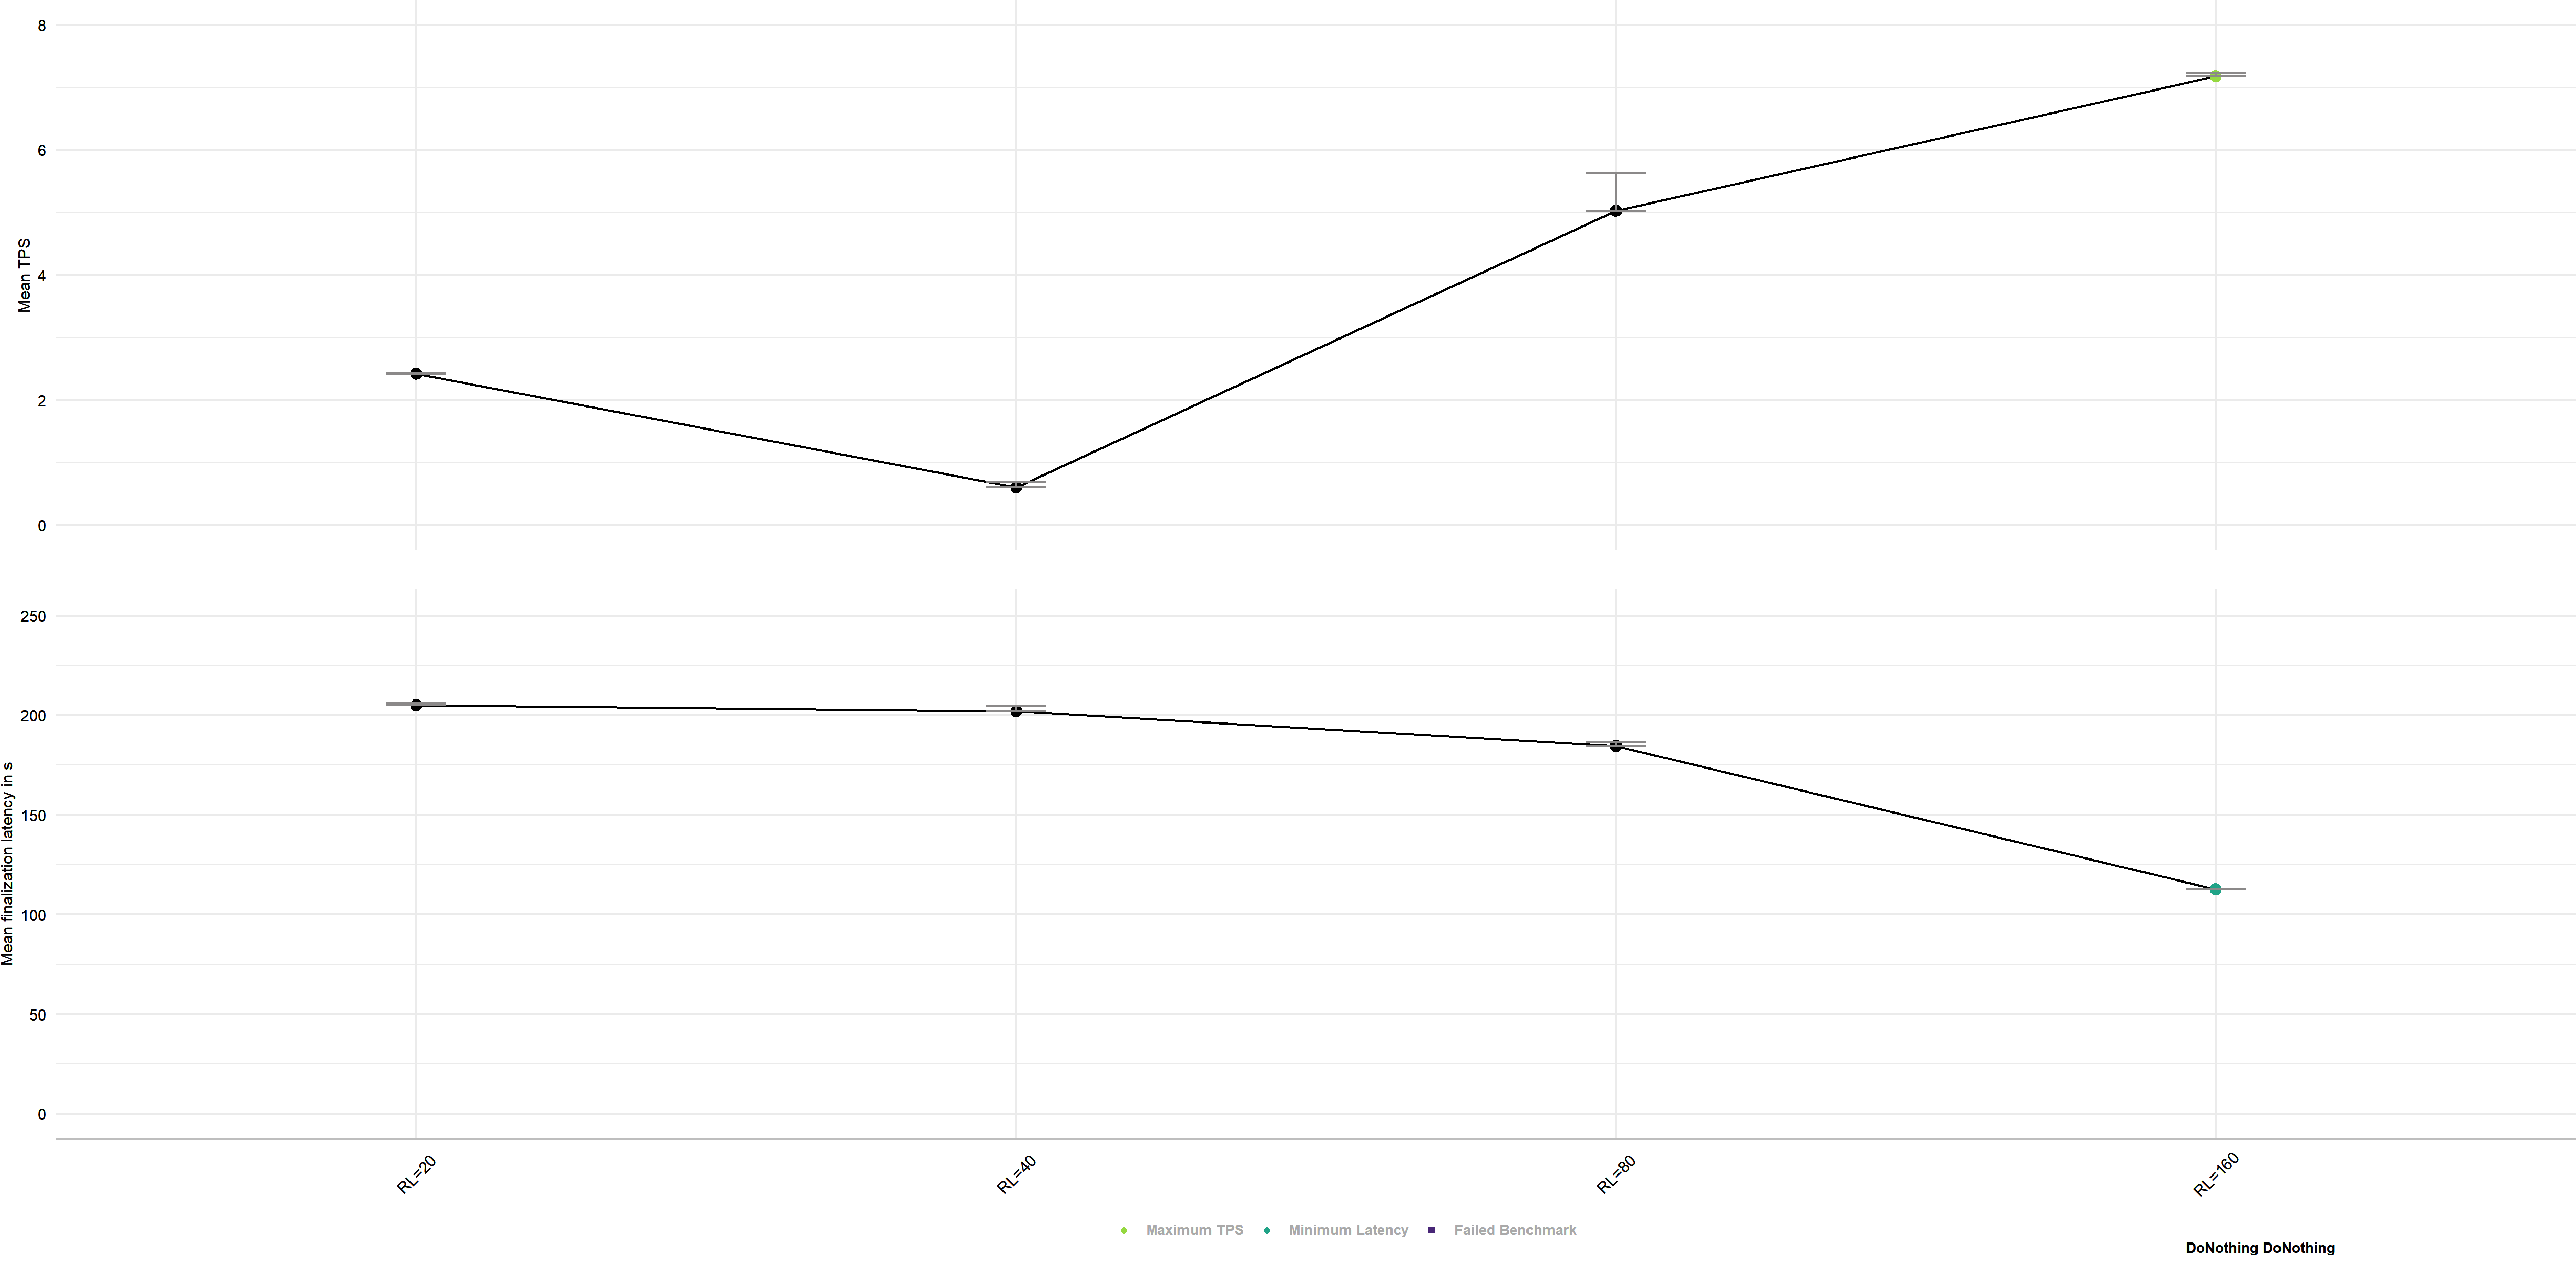 8
6
4
2
0
Mean TPS
250
200
150
100
50
0
Mean finalization latency in s
RL=20
RL=40
RL=80
RL=160
Maximum TPS
Minimum Latency
Failed Benchmark
DoNothing DoNothing